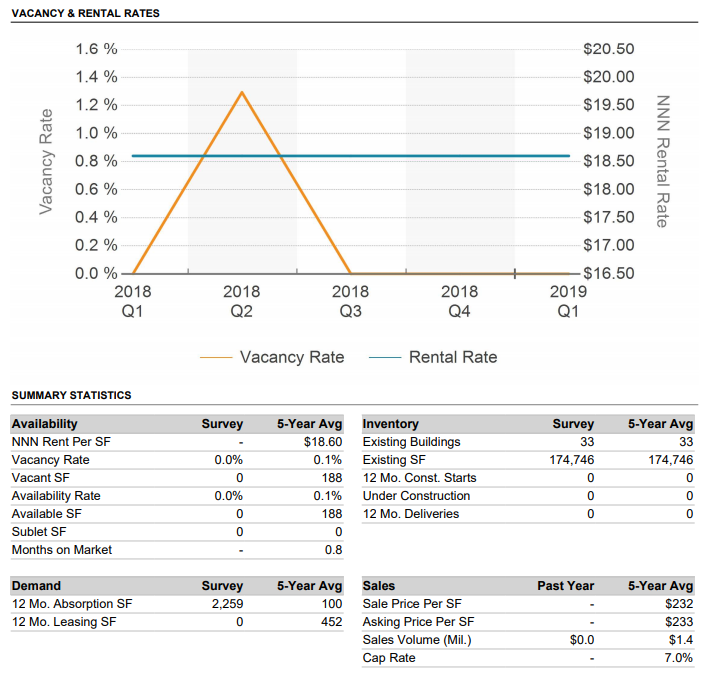 VACANCY & RENTAL RATES
1.6 % $20.50
1.4 % $20.00
1.2 % $19.50
1.0 % $19.00
0.8 % $18.50
0.6 % $18.00
0.4 % $17.50
0.2 % $17.00
0.0 % $16.50
Vacancy Rate
NNN Rental Rate
2018 2018 2018 2018 2019
Q1 Q2 Q3 Q4 Q1
Vacancy Rate Rental Rate
SUMMARY STATISTICS
Availability Survey 5-Year Avg
NNN Rent Per SF - $18.60
Vacancy Rate 0.0% 0.1%
Vacant SF 0 188
Availability Rate 0.0% 0.1%
Available SF 0 188
Sublet SF 0 0
Months on Market - 0.8
Inventory Survey 5-Year Avg
Existing Buildings 33 33
Existing SF 174,746 174,746
12 Mo. Const. Starts 0 0
Under Construction 0 0
12 Mo. Deliveries 0 0
Demand Survey 5-Year Avg
12 Mo. Absorption SF 2,259 100
12 Mo. Leasing SF 0 452
Sales Past Year 5-Year Avg
Sale Price Per SF - $232
Asking Price Per SF - $233
Sales Volume (Mil.) $0.0 $1.4
Cap Rate - 7.0%